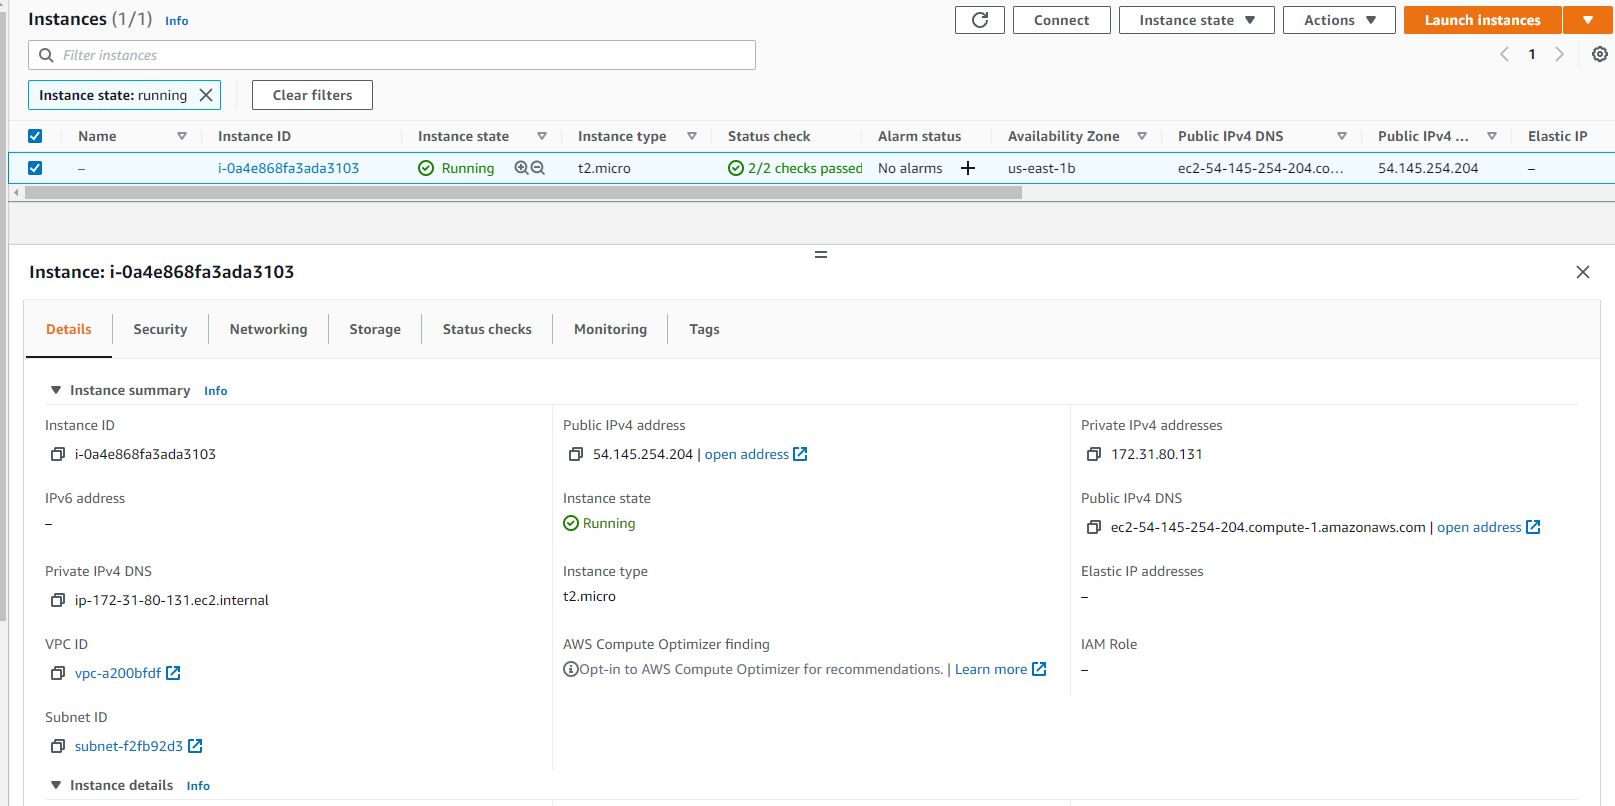 Instances (1/1) Info
Connect
Instance state
Actions
Launch instances
Filter instances
1
Instance state: running
Clear filters
Name Instance ID Instance state Instance type Status check Alarm status Availability Zone Public IPv4 DNS Public IPv4 ... Elastic IP
– i-0a4e868fa3ada3103 Running t2.micro 2/2 checks passed No alarms + us-east-1b ec2-54-145-254-204.co... 54.145.254.204 –
Instance: i-0a4e868fa3ada3103
Details Security Networking Storage Status checks Monitoring Tags
Instance summary Info
Instance ID
i-0a4e868fa3ada3103
Public IPv4 address
54.145.254.204 | open address
Private IPv4 addresses
172.31.80.131
IPv6 address
–
Instance state
Running
Public IPv4 DNS
ec2-54-145-254-204.compute-1.amazonaws.com | open address
Private IPv4 DNS
ip-172-31-80-131.ec2.internal
Instance type
t2.micro
Elastic IP addresses
–
VPC ID
vpc-a200bfdf
AWS Compute Optimizer finding
Opt-in to AWS Compute Optimizer for recommendations. | Learn more
IAM Role
–
Subnet ID
subnet-f2fb92d3
Instance details Info